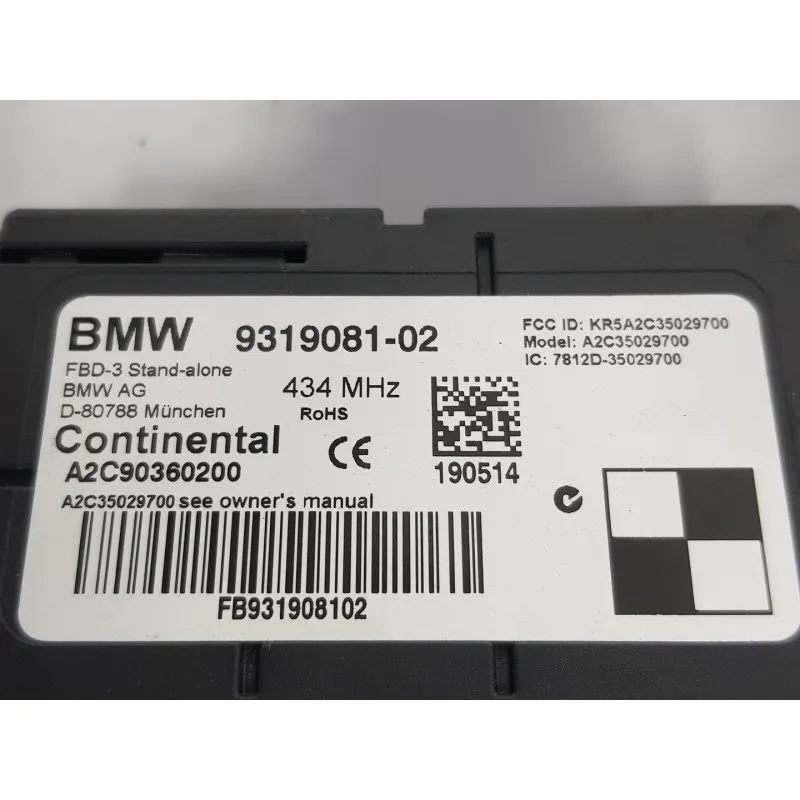 BMW 9319081-02
FBD-3 Stand-alone
BMW AG
D-80788 München
434 MHz
RoHS
CE
Continental
A2C90360200
A2C35029700 see owner's manual
FB931908102
190514
FCC ID: KR5A2C35029700
Model: A2C35029700
IC: 7812D-35029700